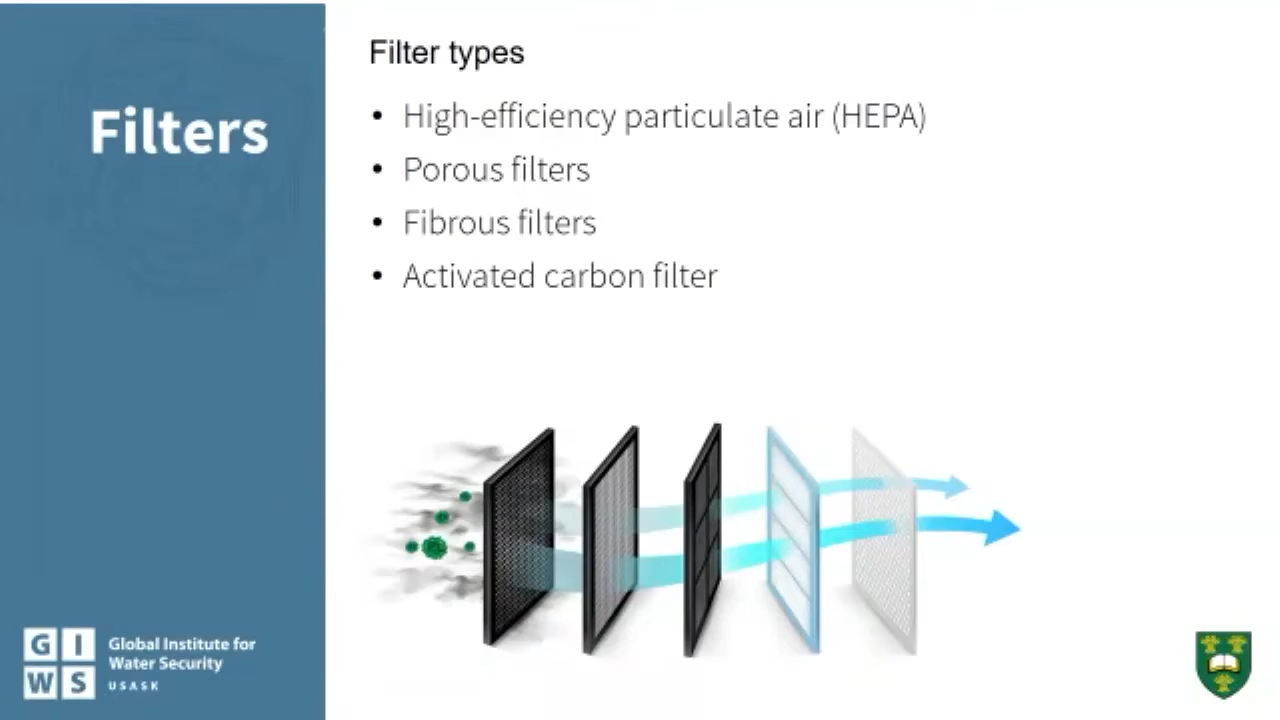 Filters
Filter types
• High-efficiency particulate air (HEPA)
• Porous filters
• Fibrous filters
• Activated carbon filter
G I
W S
Global Institute for
Water Security
USASK